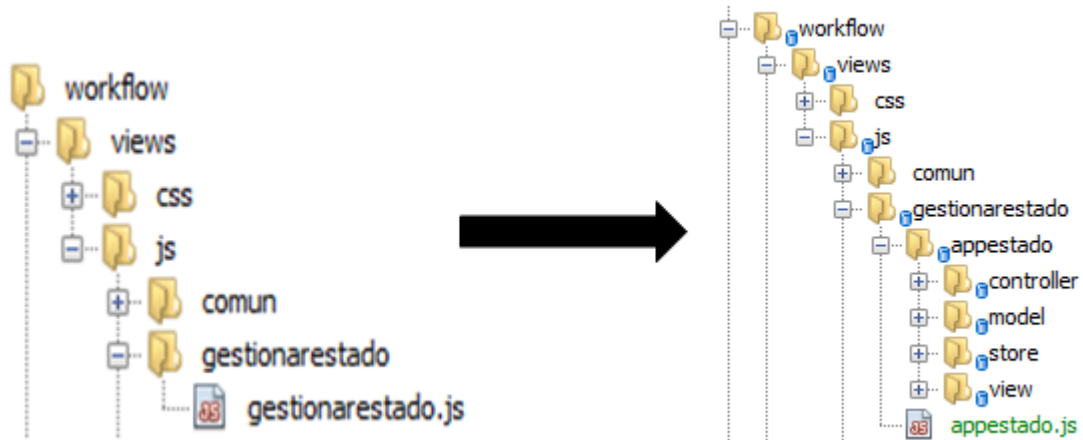 workflow
views
css
js
comun
gestionarestado
gestionarestado.js
workflow
views
css
js
comun
gestionarestado
appestado
controller
model
store
view
appestado.js